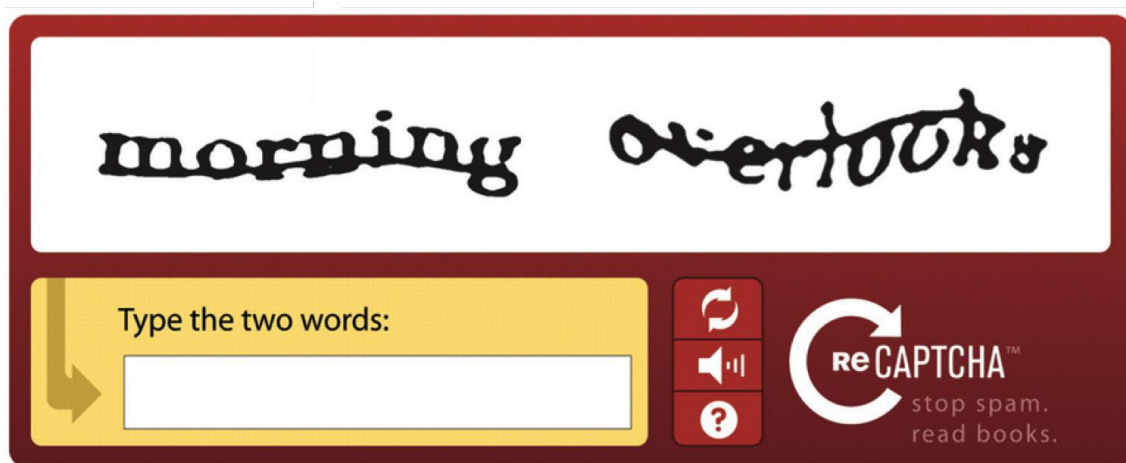 morning overlooks
Type the two words:
?
reCAPTCHA™
stop spam.
read books.